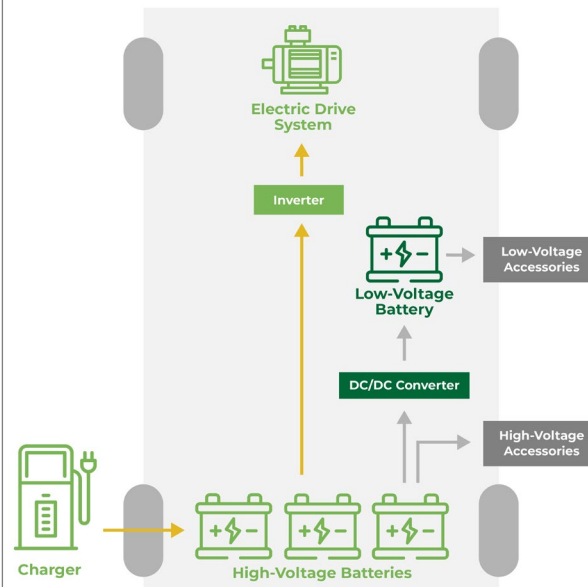 Electric Drive
System
Inverter
+ -
Low-Voltage
Battery
Low-Voltage
Accessories
DC/DC Converter
High-Voltage
Accessories
Charger
+ -
+ -
+ -
High-Voltage Batteries